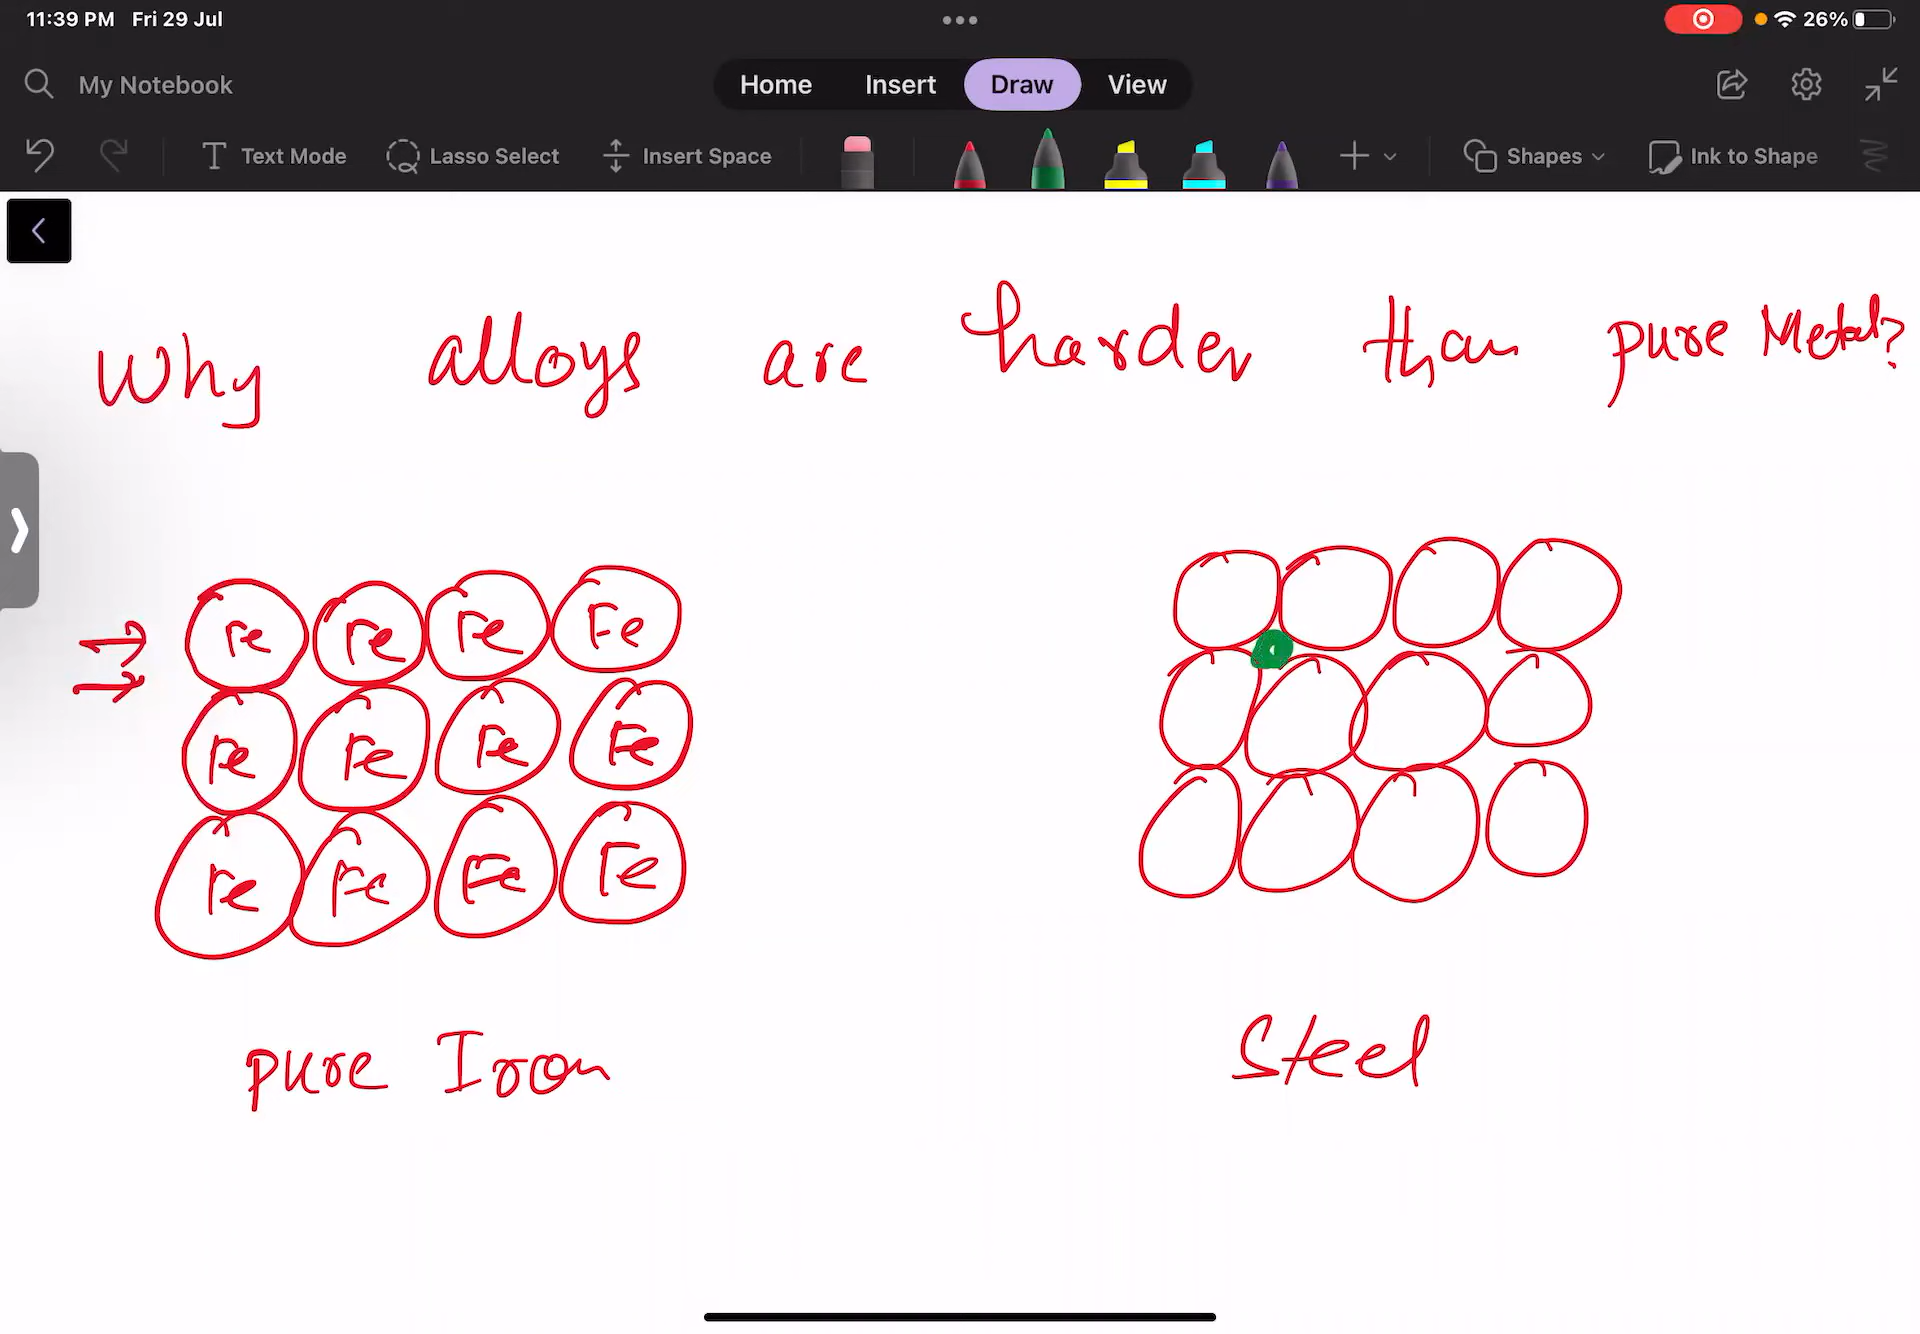 11:39 PM Fri 29 Jul
26%
My Notebook
Home Insert Draw View
Text Mode Lasso Select Insert Space Shapes Ink to Shape
Why alloys are harder than pure Metal?
Fe Fe Fe Fe
Fe Fe Fe Fe
Fe Fe Fe Fe
pure Iron
Steel